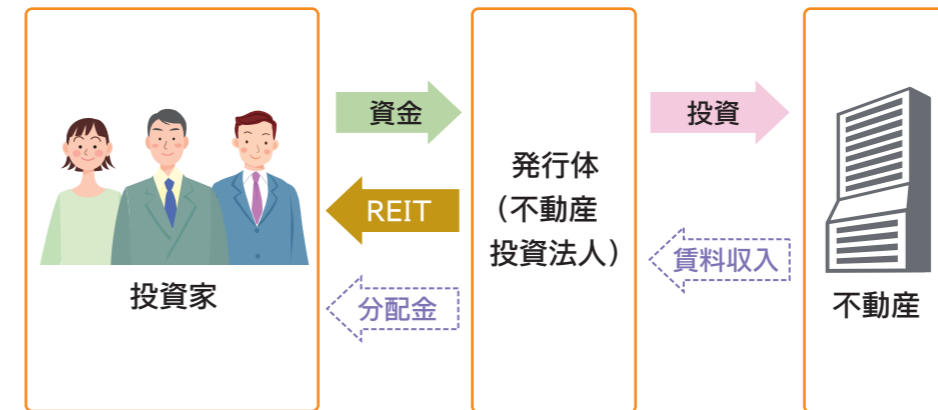 資金
投資
発行体
（不動産
投資法人）
REIT
賃料収入
投資家
分配金
不動産